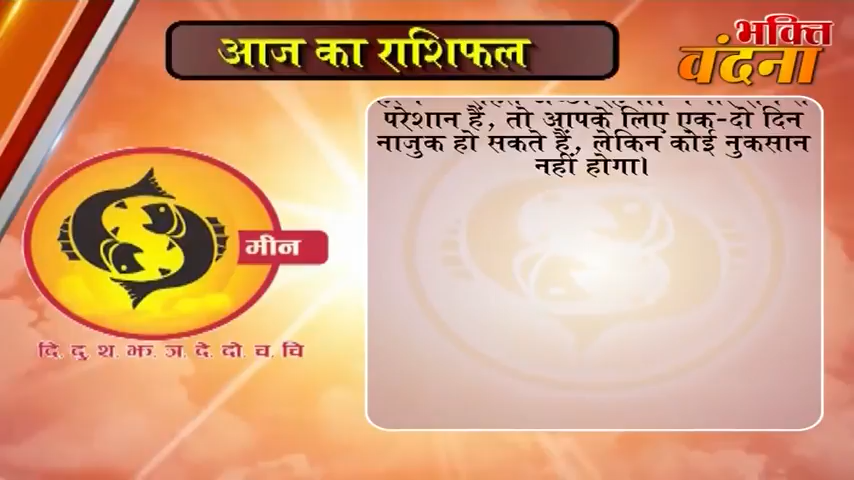 आज का राशिफल
भक्ति
वंदना
परेशान हैं, तो आपके लिए एक-दो दिन
नाजुक हो सकते हैं, लेकिन कोई नुकसान
नहीं होगा।
मीन
दि. दु. श. झ. ञ. दे. दो. च. चि